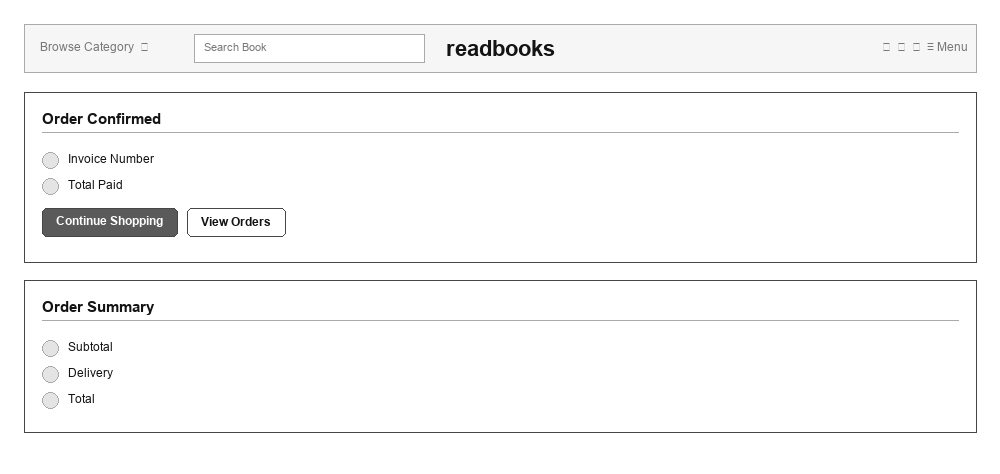 Browse Category
Search Book
readbooks
Menu
Order Confirmed
Invoice Number
Total Paid
Continue Shopping
View Orders
Order Summary
Subtotal
Delivery
Total